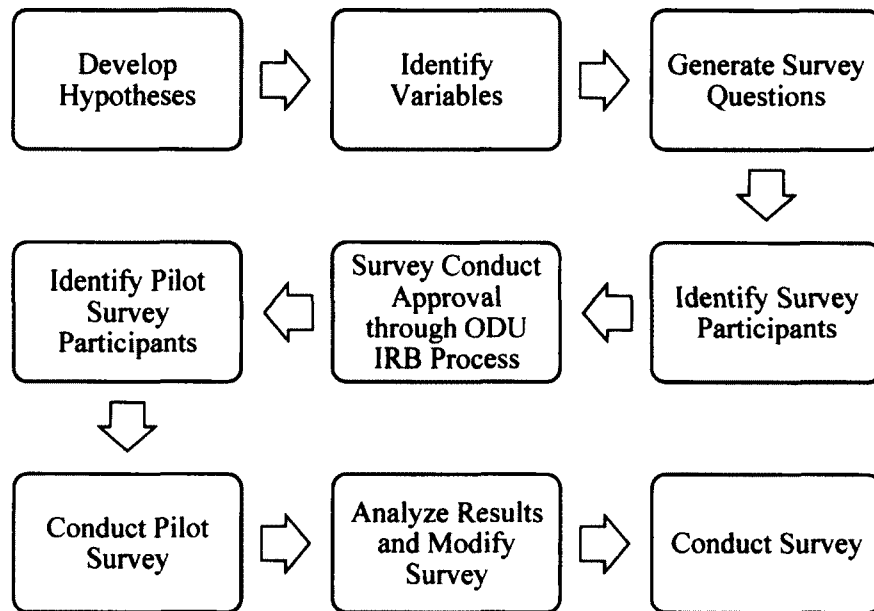 Develop
Hypotheses
Identify
Variables
Generate Survey
Questions
Identify Survey
Participants
Survey Conduct
Approval
through ODU
IRB Process
Identify Pilot
Survey
Participants
Conduct Pilot
Survey
Analyze Results
and Modify
Survey
Conduct Survey